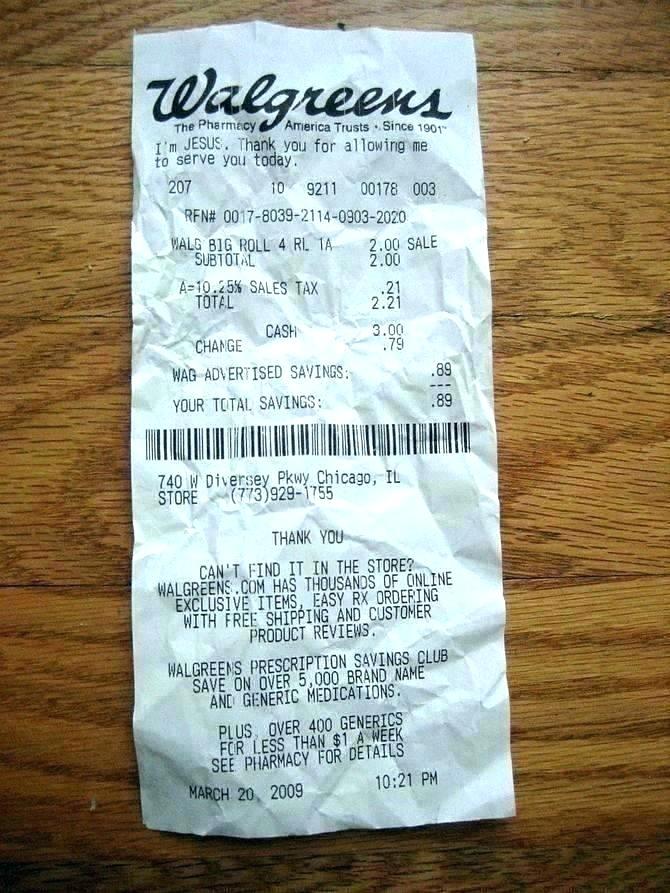 Walgreens
The Pharmacy America Trusts • Since 1901
I'm JESUS. Thank you for allowing me
to serve you today.
207 10 9211 00178 003
RFN# 0017-8039-2114-0903-2020
WALG BIG ROLL 4 RL 1A 2.00 SALE
SUBTOTAL 2.00
A=10.25% SALES TAX .21
TOTAL 2.21
CASH 3.00
CHANGE .79
WAG ADVERTISED SAVINGS: .89
---
YOUR TOTAL SAVINGS: .89
740 W Diversey Pkwy Chicago, IL
STORE (773)929-1755
THANK YOU
CAN'T FIND IT IN THE STORE?
WALGREENS.COM HAS THOUSANDS OF ONLINE
EXCLUSIVE ITEMS, EASY RX ORDERING
WITH FREE SHIPPING AND CUSTOMER
PRODUCT REVIEWS.
WALGREENS PRESCRIPTION SAVINGS CLUB
SAVE ON OVER 5,000 BRAND NAME
AND GENERIC MEDICATIONS.
PLUS, OVER 400 GENERICS
FOR LESS THAN $1 A WEEK
SEE PHARMACY FOR DETAILS
MARCH 20 2009 10:21 PM